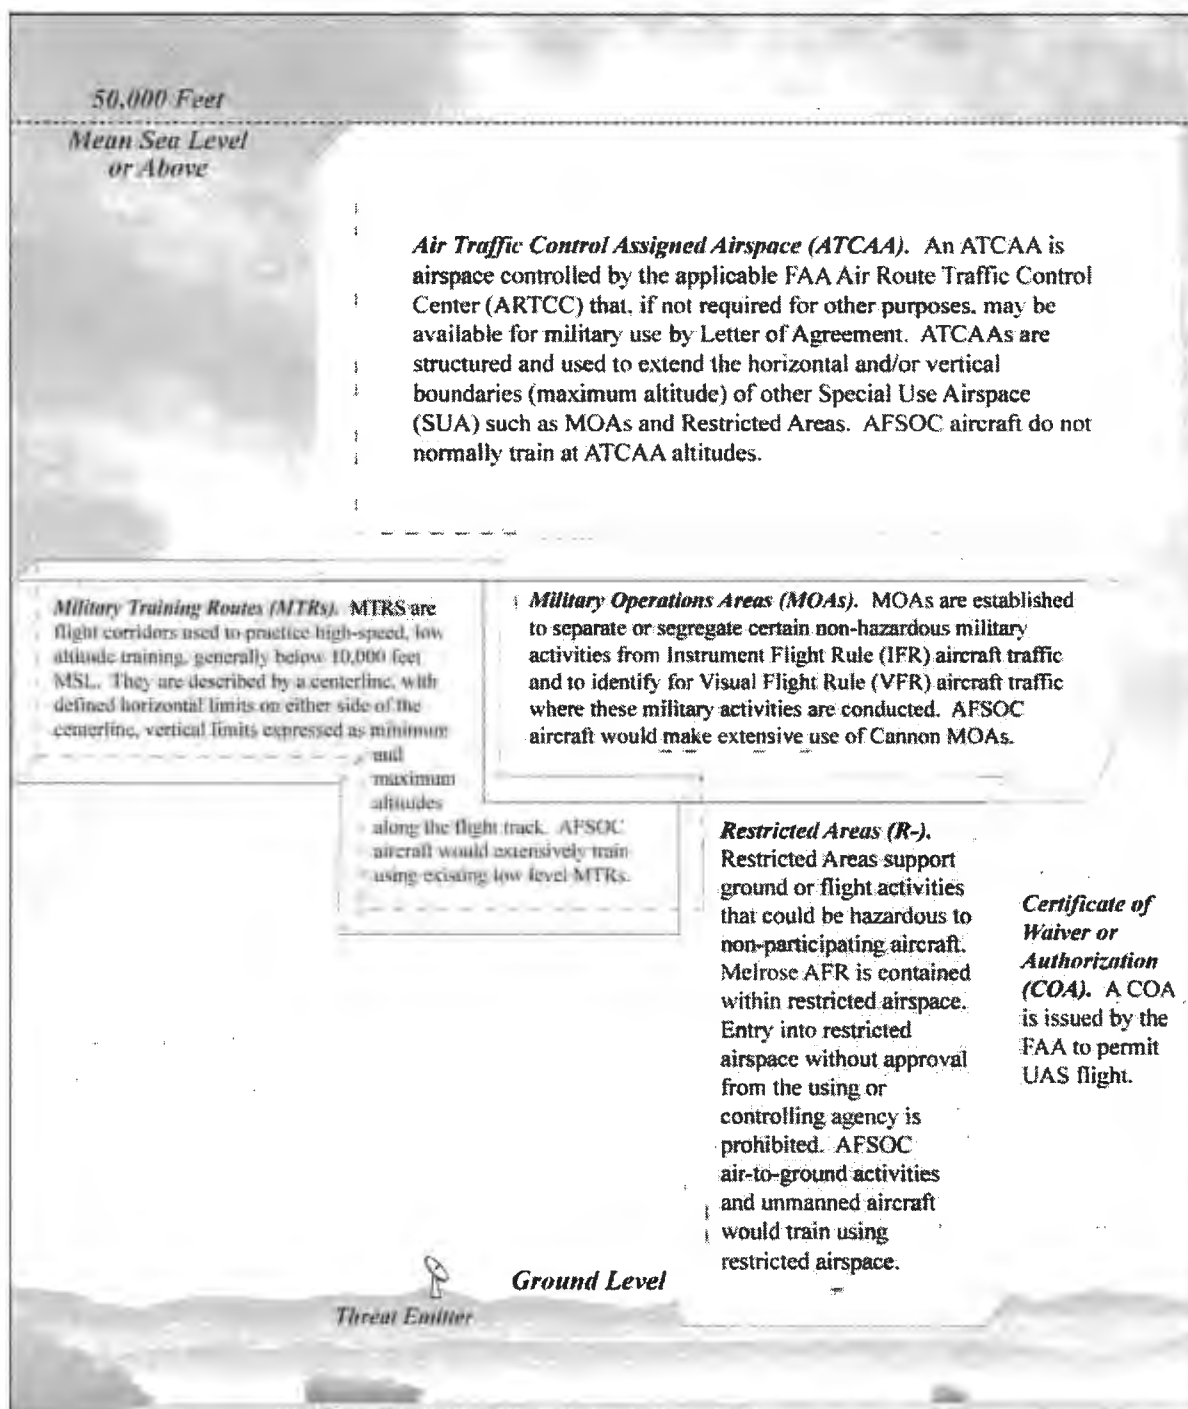 50,000 Feet
Mean Sea Level
or Above
Air Traffic Control Assigned Airspace (ATCAA).  An ATCAA is
airspace controlled by the applicable FAA Air Route Traffic Control
Center (ARTCC) that, if not required for other purposes, may be
available for military use by Letter of Agreement.  ATCAAs are
structured and used to extend the horizontal and/or vertical
boundaries (maximum altitude) of other Special Use Airspace
(SUA) such as MOAs and Restricted Areas.  AFSOC aircraft do not
normally train at ATCAA altitudes.
Military Training Routes (MTRs).  MTRS are
flight corridors used to practice high-speed, low
altitude training, generally below 10,000 feet
MSL.  They are described by a centerline, with
defined horizontal limits on either side of the
centerline, vertical limits expressed as minimum
and
maximum
altitudes
along the flight track.  AFSOC
aircraft would extensively train
using existing low level MTRs.
Military Operations Areas (MOAs).  MOAs are established
to separate or segregate certain non-hazardous military
activities from Instrument Flight Rule (IFR) aircraft traffic
and to identify for Visual Flight Rule (VFR) aircraft traffic
where these military activities are conducted.  AFSOC
aircraft would make extensive use of Cannon MOAs.
Restricted Areas (R-).
Restricted Areas support
ground or flight activities
that could be hazardous to
non-participating aircraft.
Melrose AFR is contained
within restricted airspace.
Entry into restricted
airspace without approval
from the using or
controlling agency is
prohibited.  AFSOC
air-to-ground activities
and unmanned aircraft
would train using
restricted airspace.
Certificate of
Waiver or
Authorization
(COA).  A COA
is issued by the
FAA to permit
UAS flight.
Ground Level
Threat Emitter